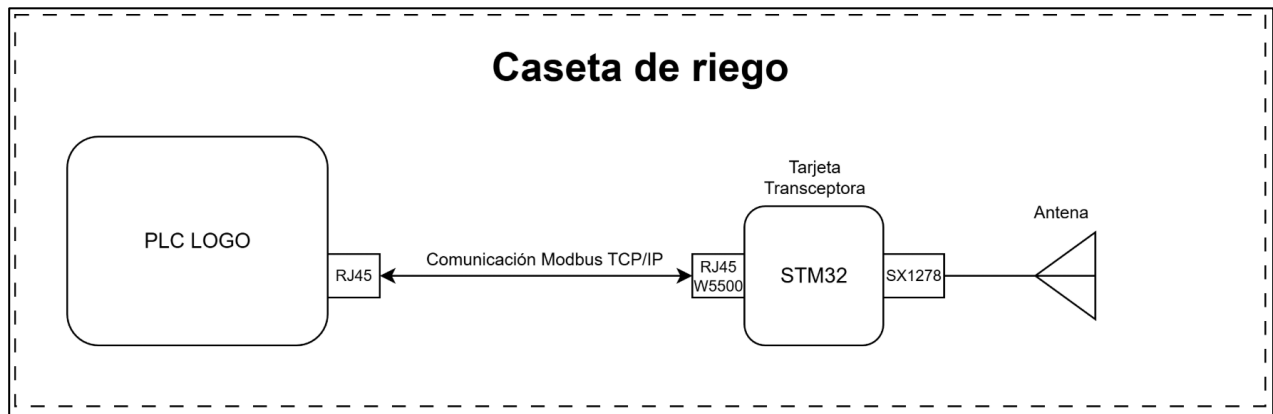 Caseta de riego
PLC LOGO
RJ45
Comunicación Modbus TCP/IP
RJ45
W5500
Tarjeta
Transceptora
STM32
SX1278
Antena